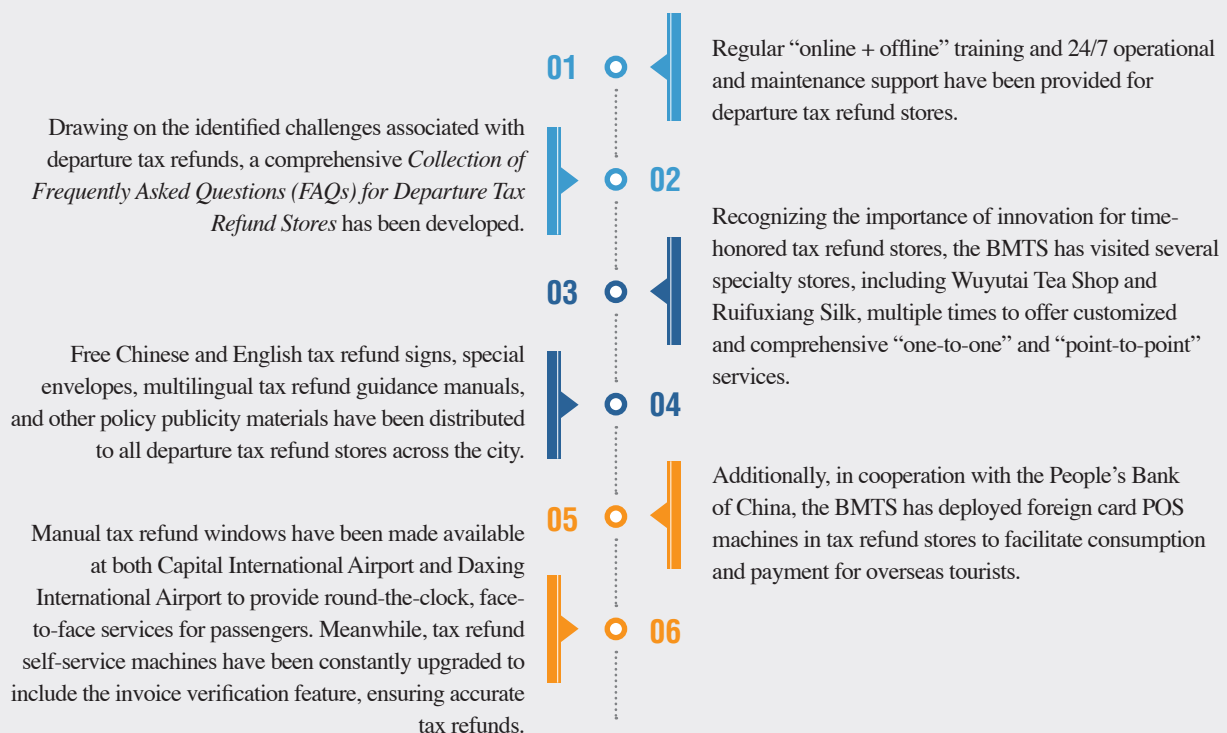 01
Regular “online + offline” training and 24/7 operational
and maintenance support have been provided for
departure tax refund stores.
02
Drawing on the identified challenges associated with
departure tax refunds, a comprehensive Collection of
Frequently Asked Questions (FAQs) for Departure Tax
Refund Stores has been developed.
03
Recognizing the importance of innovation for time-
honored tax refund stores, the BMTS has visited several
specialty stores, including Wuyutai Tea Shop and
Ruifuxiang Silk, multiple times to offer customized
and comprehensive “one-to-one” and “point-to-point”
services.
04
Free Chinese and English tax refund signs, special
envelopes, multilingual tax refund guidance manuals,
and other policy publicity materials have been distributed
to all departure tax refund stores across the city.
05
Additionally, in cooperation with the People’s Bank
of China, the BMTS has deployed foreign card POS
machines in tax refund stores to facilitate consumption
and payment for overseas tourists.
06
Manual tax refund windows have been made available
at both Capital International Airport and Daxing
International Airport to provide round-the-clock, face-
to-face services for passengers. Meanwhile, tax refund
self-service machines have been constantly upgraded to
include the invoice verification feature, ensuring accurate
tax refunds.